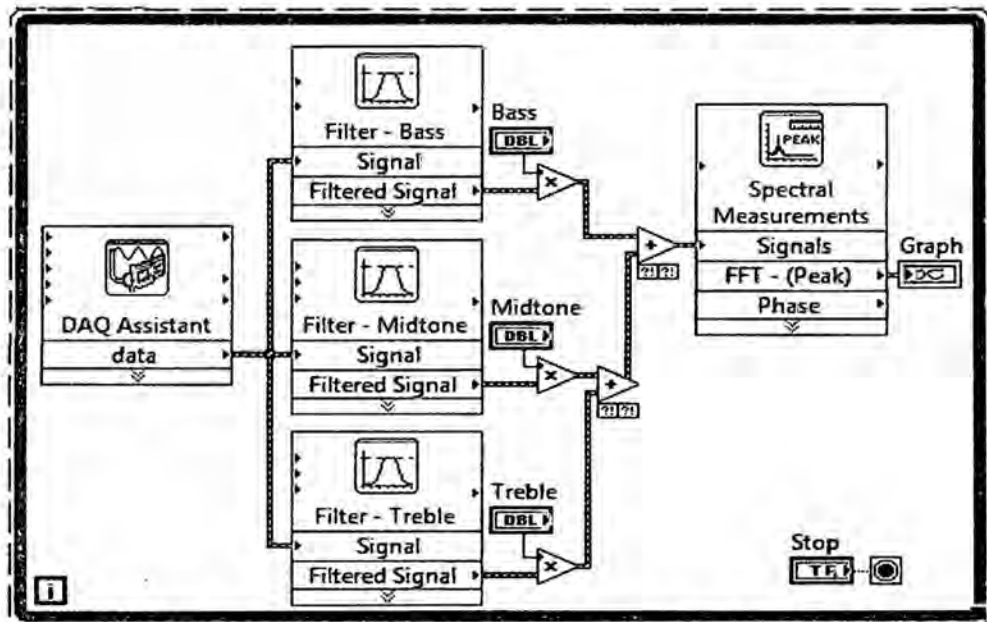 Filter - Bass
Signal
Filtered Signal
Bass
DBL
×
PEAK
Spectral
Measurements
Signals
FFT - (Peak)
Phase
Graph
+
?! ?!
DAQ Assistant
data
Filter - Midtone
Signal
Filtered Signal
Midtone
DBL
×
+
?! ?!
Filter - Treble
Signal
Filtered Signal
Treble
DBL
×
Stop
TF
i